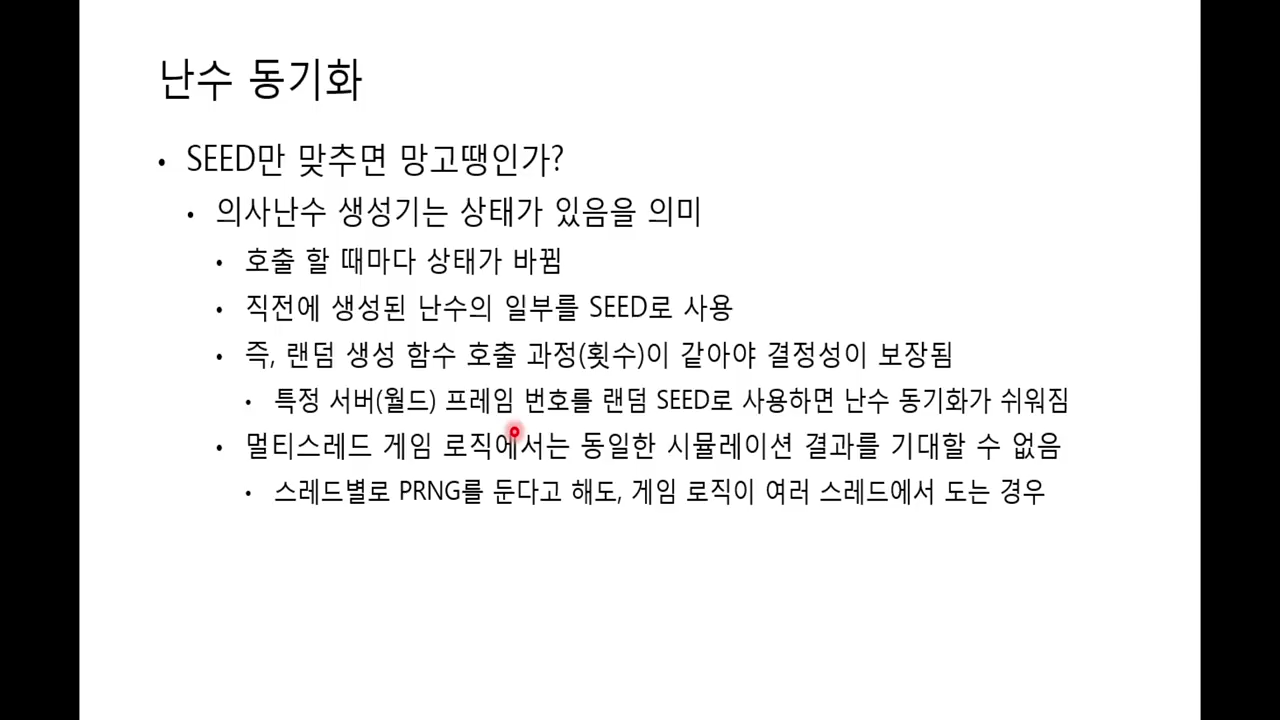 난수 동기화
• SEED만 맞추면 망고땡인가?
• 의사난수 생성기는 상태가 있음을 의미
• 호출 할 때마다 상태가 바뀜
• 직전에 생성된 난수의 일부를 SEED로 사용
• 즉, 랜덤 생성 함수 호출 과정(횟수)이 같아야 결정성이 보장됨
• 특정 서버(월드) 프레임 번호를 랜덤 SEED로 사용하면 난수 동기화가 쉬워짐
• 멀티스레드 게임 로직에서는 동일한 시뮬레이션 결과를 기대할 수 없음
• 스레드별로 PRNG를 둔다고 해도, 게임 로직이 여러 스레드에서 도는 경우